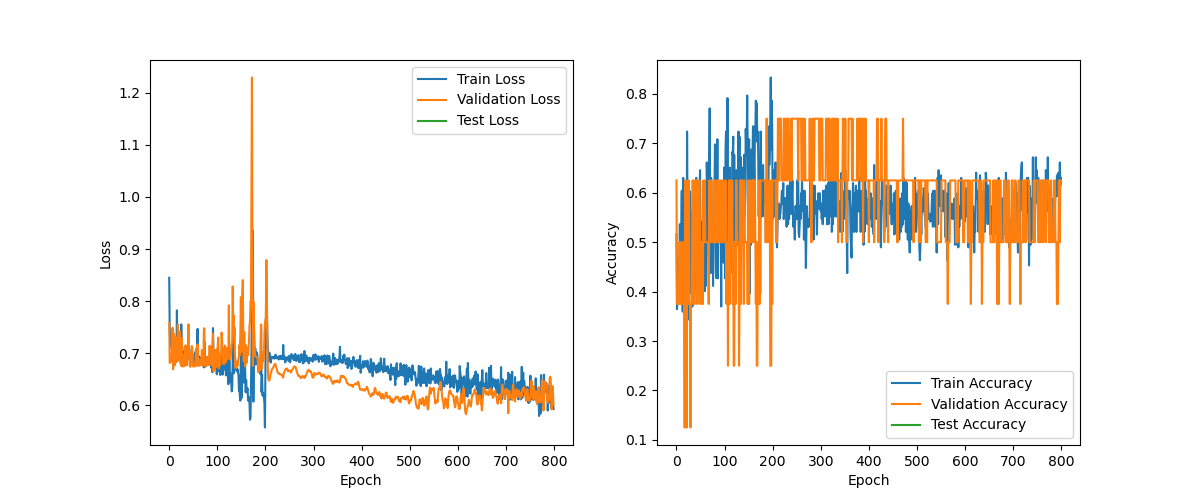 Train Loss
Validation Loss
Test Loss
Loss
1.2
1.1
1.0
0.9
0.8
0.7
0.6
0 100 200 300 400 500 600 700 800
Epoch
Accuracy
0.8
0.7
0.6
0.5
0.4
0.3
0.2
0.1
Train Accuracy
Validation Accuracy
Test Accuracy
0 100 200 300 400 500 600 700 800
Epoch